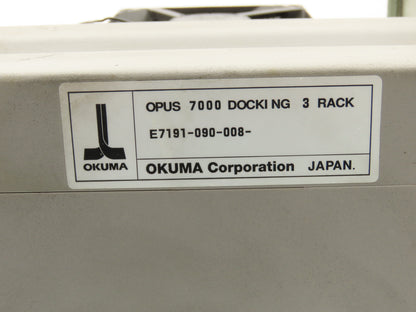 OPUS 7000 DOCKING 3 RACK
E7191-090-008-
OKUMA
OKUMA Corporation JAPAN.